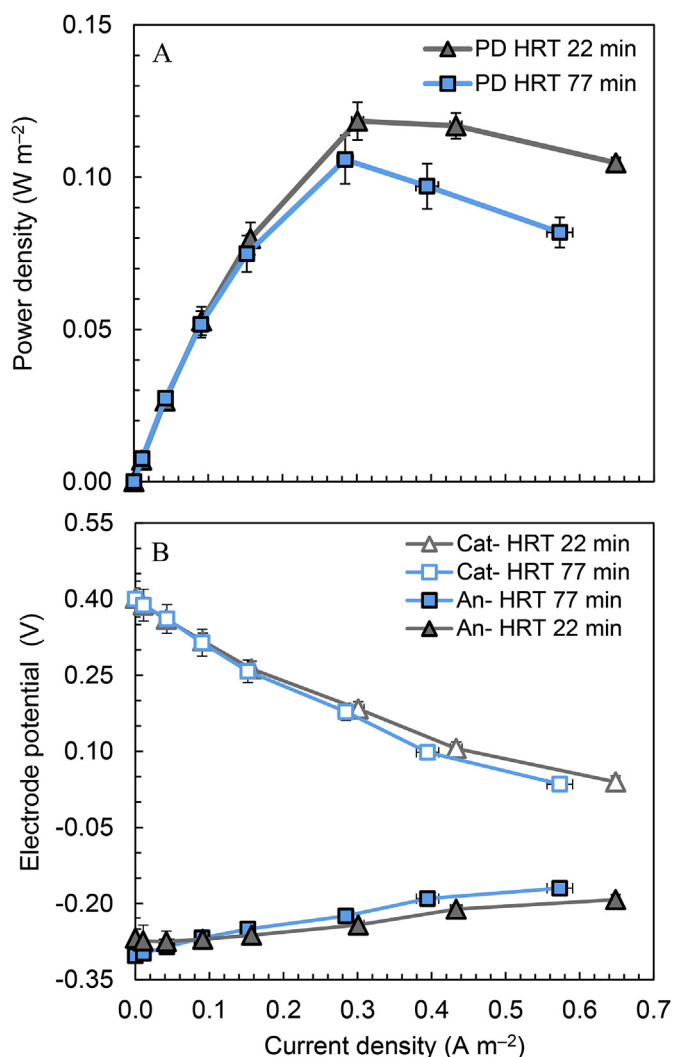 0.15
A
PD HRT 22 min
PD HRT 77 min
0.10
0.05
0.00
Power density (W m⁻²)
0.55
B
Cat- HRT 22 min
Cat- HRT 77 min
An- HRT 77 min
An- HRT 22 min
0.40
0.25
0.10
-0.05
-0.20
-0.35
Electrode potential (V)
0.0 0.1 0.2 0.3 0.4 0.5 0.6 0.7
Current density (A m⁻²)